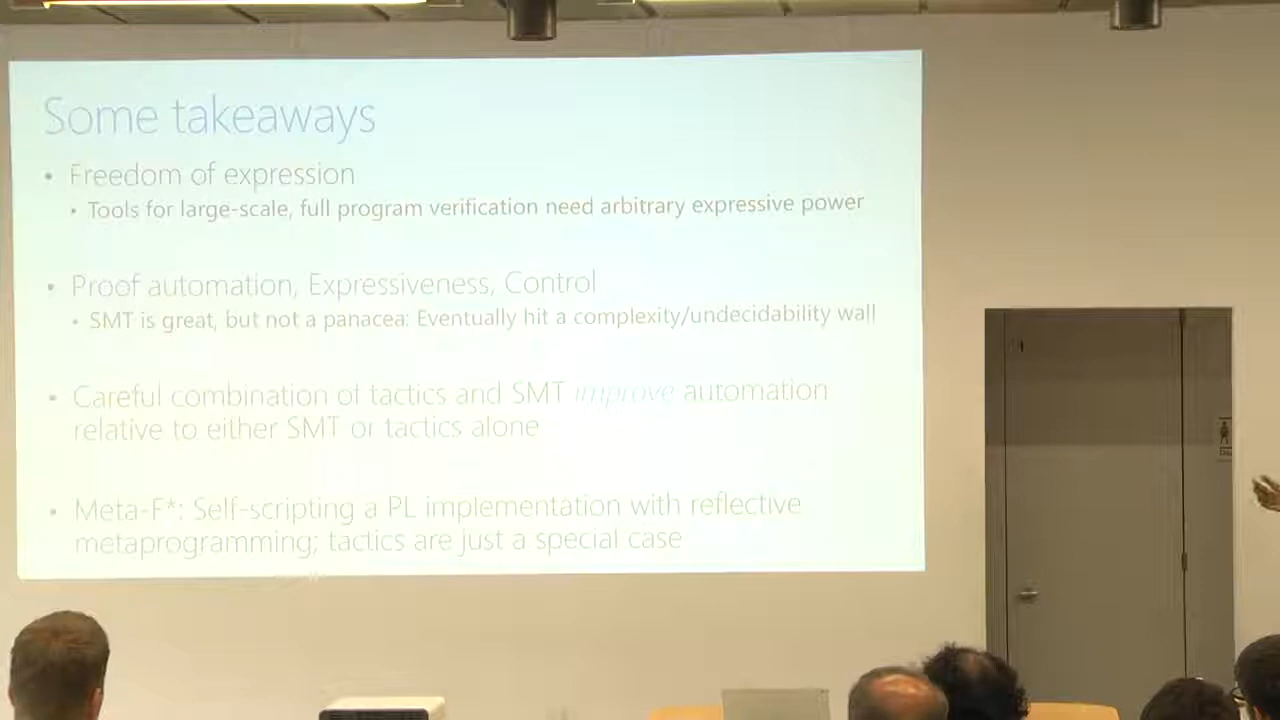 Some takeaways
• Freedom of expression
• Tools for large-scale, full program verification need arbitrary expressive power
• Proof automation, Expressiveness, Control
• SMT is great, but not a panacea: Eventually hit a complexity/undecidability wall
• Careful combination of tactics and SMT improve automation
relative to either SMT or tactics alone
• Meta-F*: Self-scripting a PL implementation with reflective
metaprogramming; tactics are just a special case